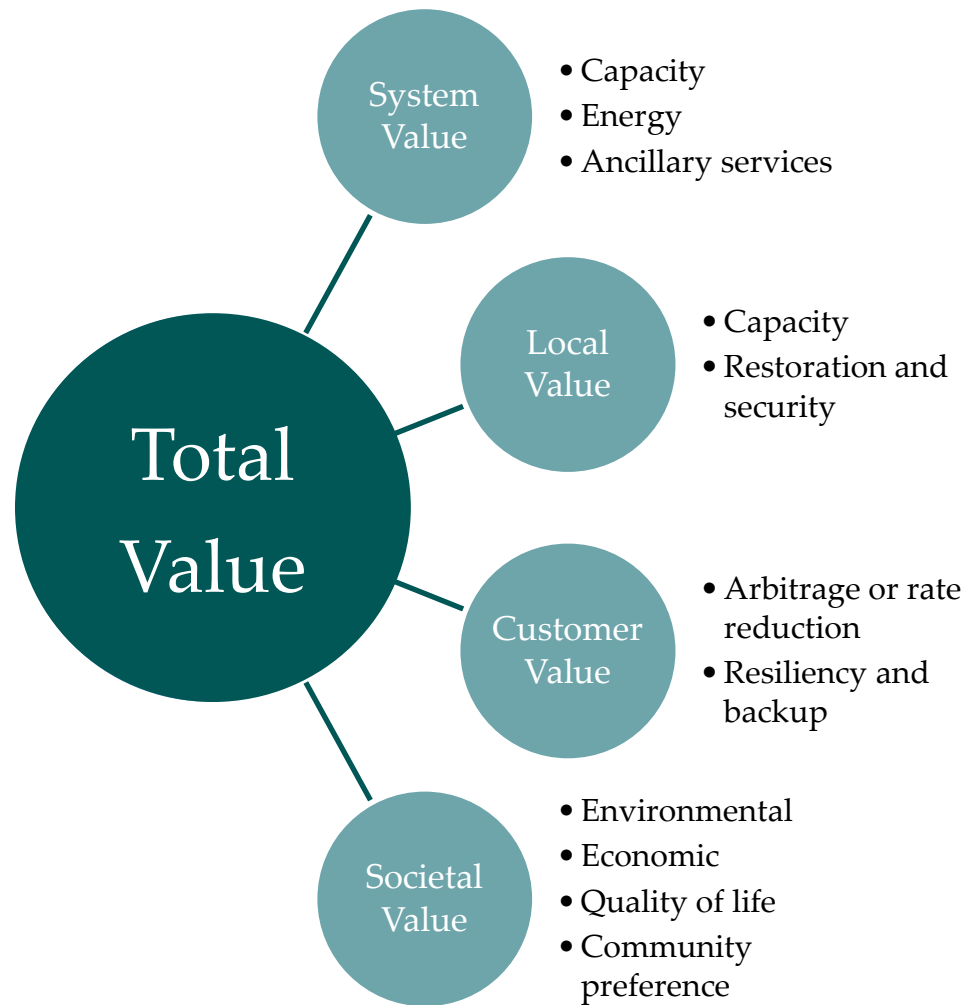 System
Value
• Capacity
• Energy
• Ancillary services
Local
Value
• Capacity
• Restoration and
security
Total
Value
Customer
Value
• Arbitrage or rate
reduction
• Resiliency and
backup
Societal
Value
• Environmental
• Economic
• Quality of life
• Community
preference